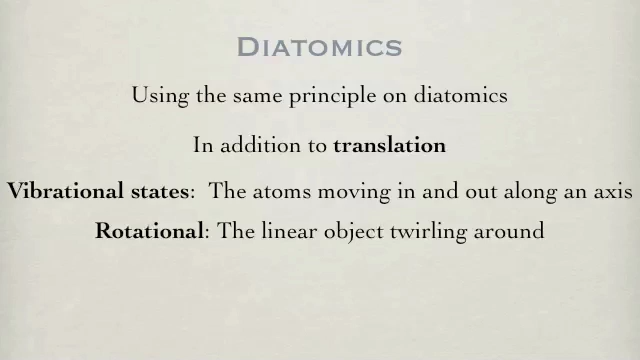 DIATOMICS
Using the same principle on diatomics
In addition to translation
Vibrational states: The atoms moving in and out along an axis
Rotational: The linear object twirling around